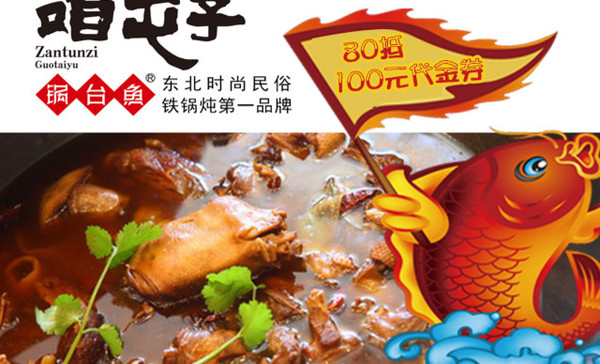 咱屯子
Zantunzi
Guotaiyu
锅台鱼®
东北时尚民俗
铁锅炖第一品牌
80抵
100元代金券